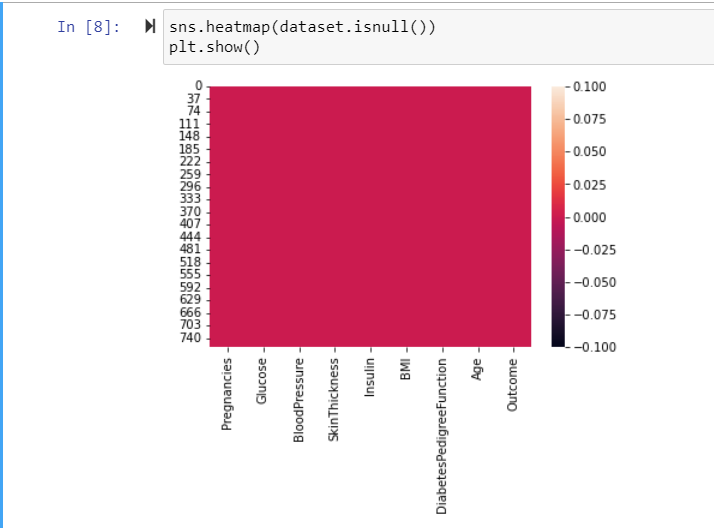 In [8]:
sns.heatmap(dataset.isnull())
plt.show()
0
37
74
111
148
185
222
259
296
333
370
407
444
481
518
555
592
629
666
703
740
0.100
0.075
0.050
0.025
0.000
−0.025
−0.050
−0.075
−0.100
Pregnancies
Glucose
BloodPressure
SkinThickness
Insulin
BMI
DiabetesPedigreeFunction
Age
Outcome